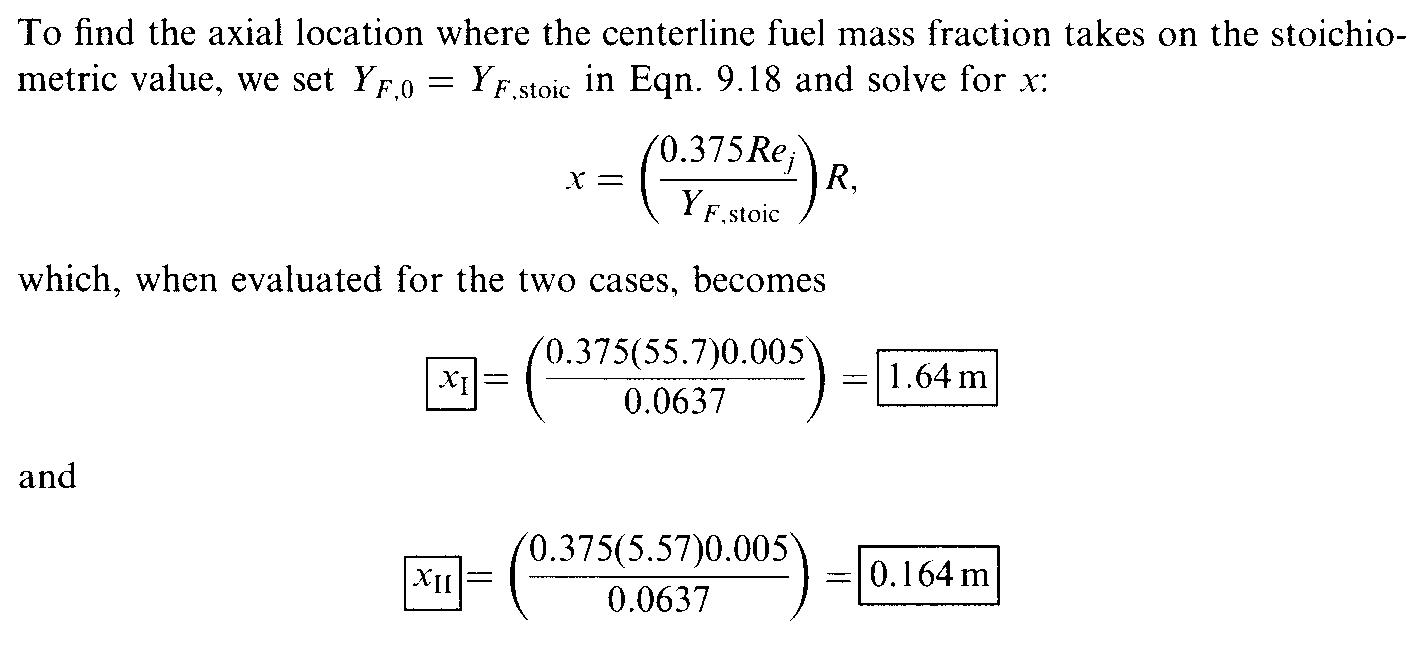 To find the axial location where the centerline fuel mass fraction takes on the stoichio-
metric value, we set Y_{F,0} = Y_{F,stoic} in Eqn. 9.18 and solve for x:
x = (0.375 Re_j / Y_{F,stoic}) R,
which, when evaluated for the two cases, becomes
x_I = (0.375(55.7)0.005 / 0.0637) = 1.64 m
and
x_II = (0.375(5.57)0.005 / 0.0637) = 0.164 m